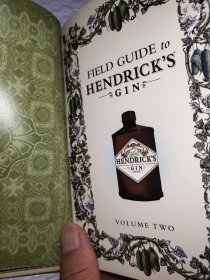 FIELD GUIDE to
HENDRICK'S
GIN
HENDRICK'S
GIN
VOLUME TWO